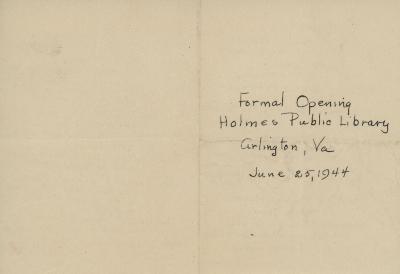 Formal Opening
Holmes Public Library
Arlington, Va
June 25, 1944